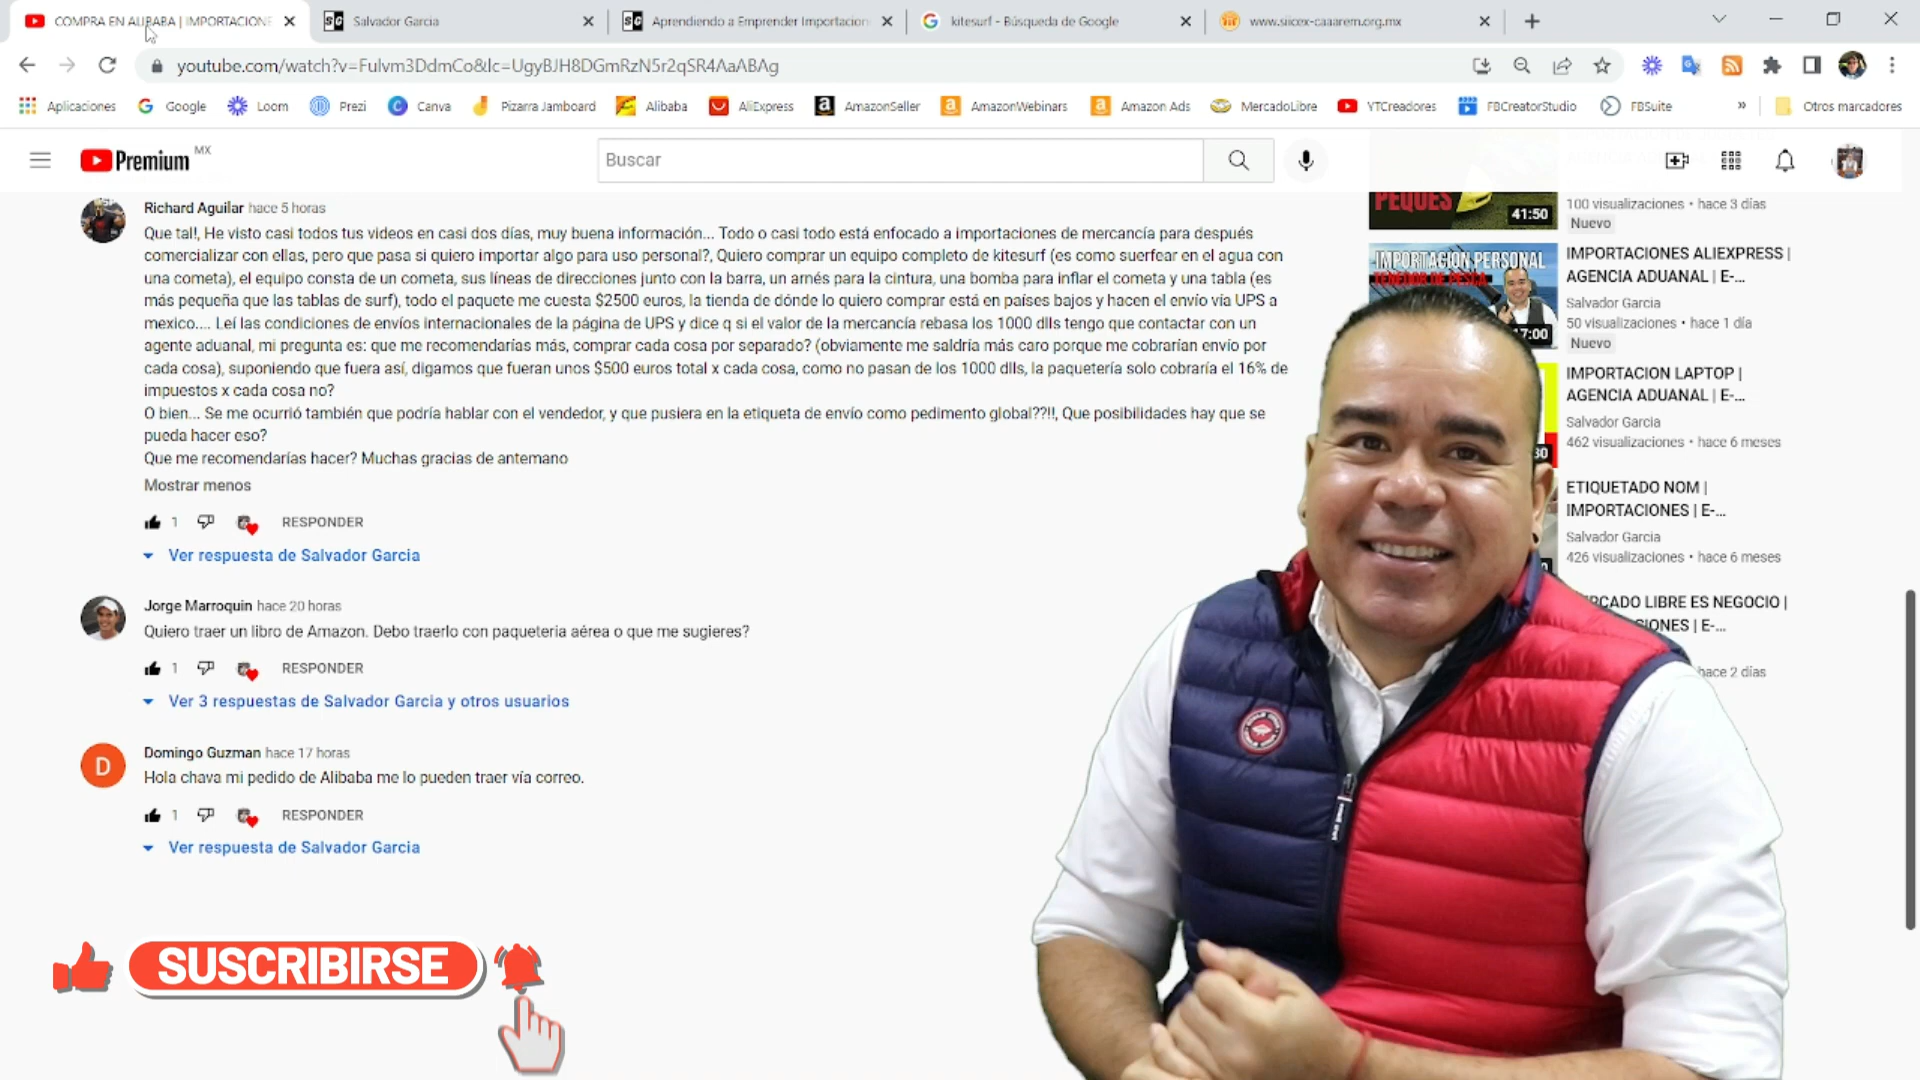 COMPRA EN ALIBABA | IMPORTACIONE
Salvador Garcia
Aprendiendo a Emprender Importacion
kitesurf - Búsqueda de Google
www.siicex-caaarem.org.mx
youtube.com/watch?v=Fulvm3DdmCo&lc=UgyBJH8DGmRzN5r2qSR4AaABAg
Aplicaciones
Google
Loom
Prezi
Canva
Pizarra Jamboard
Alibaba
AliExpress
AmazonSeller
AmazonWebinars
Amazon Ads
MercadoLibre
YTCreadores
FBCreatorStudio
FBSuite
»
Otros marcadores
Premium MX
Buscar
Richard Aguilar hace 5 horas
Que tal!, He visto casi todos tus videos en casi dos días, muy buena información... Todo o casi todo está enfocado a importaciones de mercancía para después
comercializar con ellas, pero que pasa si quiero importar algo para uso personal?, Quiero comprar un equipo completo de kitesurf (es como suerfear en el agua con
una cometa), el equipo consta de un cometa, sus líneas de direcciones junto con la barra, un arnés para la cintura, una bomba para inflar el cometa y una tabla (es
más pequeña que las tablas de surf), todo el paquete me cuesta $2500 euros, la tienda de dónde lo quiero comprar está en países bajos y hacen el envío vía UPS a
mexico.... Leí las condiciones de envíos internacionales de la página de UPS y dice q si el valor de la mercancía rebasa los 1000 dlls tengo que contactar con un
agente aduanal, mi pregunta es: que me recomendarías más, comprar cada cosa por separado? (obviamente me saldría más caro porque me cobrarían envío por
cada cosa), suponiendo que fuera así, digamos que fueran unos $500 euros total x cada cosa, como no pasan de los 1000 dlls, la paquetería solo cobraría el 16% de
impuestos x cada cosa no?
O bien... Se me ocurrió también que podría hablar con el vendedor, y que pusiera en la etiqueta de envío como pedimento global??!!, Que posibilidades hay que se
pueda hacer eso?
Que me recomendarías hacer? Muchas gracias de antemano
Mostrar menos
1 RESPONDER
Ver respuesta de Salvador Garcia
Jorge Marroquin hace 20 horas
Quiero traer un libro de Amazon. Debo traerlo con paquetería aérea o que me sugieres?
1 RESPONDER
Ver 3 respuestas de Salvador Garcia y otros usuarios
D
Domingo Guzman hace 17 horas
Hola chava mi pedido de Alibaba me lo pueden traer vía correo.
1 RESPONDER
Ver respuesta de Salvador Garcia
SUSCRIBIRSE
PEQUES
41:50
100 visualizaciones • hace 3 días
Nuevo
IMPORTACIÓN PERSONAL
TENEDOR DE PESCA
17:00
IMPORTACIONES ALIEXPRESS |
AGENCIA ADUANAL | E-...
Salvador Garcia
50 visualizaciones • hace 1 día
Nuevo
30
IMPORTACION LAPTOP |
AGENCIA ADUANAL | E-...
Salvador Garcia
462 visualizaciones • hace 6 meses
ETIQUETADO NOM |
IMPORTACIONES | E-...
Salvador Garcia
426 visualizaciones • hace 6 meses
RCADO LIBRE ES NEGOCIO |
CIONES | E-...
hace 2 días